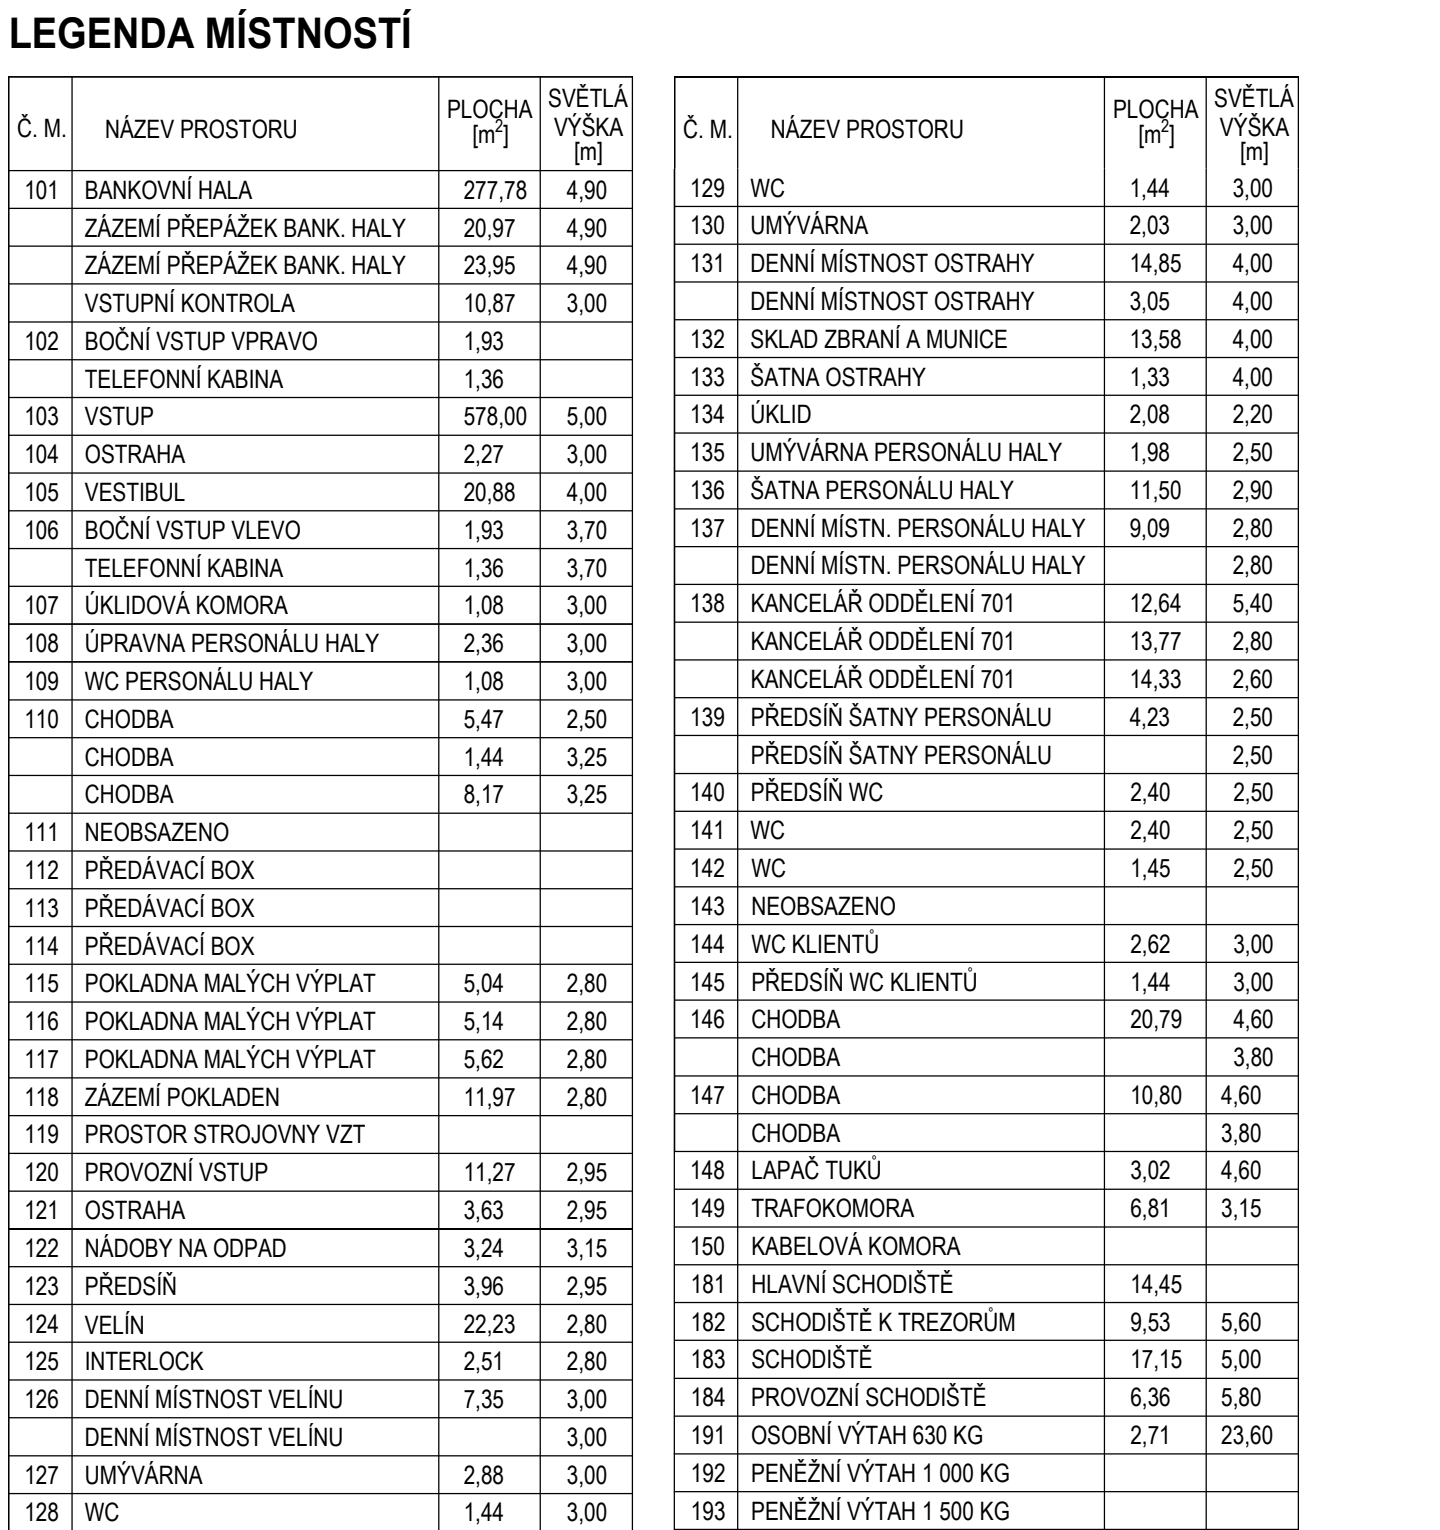 LEGENDA MÍSTNOSTÍ
Č. M. NÁZEV PROSTORU PLOCHA [m²] SVĚTLÁ VÝŠKA [m]
101 BANKOVNÍ HALA 277,78 4,90
ZÁZEMÍ PŘEPÁŽEK BANK. HALY 20,97 4,90
ZÁZEMÍ PŘEPÁŽEK BANK. HALY 23,95 4,90
VSTUPNÍ KONTROLA 10,87 3,00
102 BOČNÍ VSTUP VPRAVO 1,93
TELEFONNÍ KABINA 1,36
103 VSTUP 578,00 5,00
104 OSTRAHA 2,27 3,00
105 VESTIBUL 20,88 4,00
106 BOČNÍ VSTUP VLEVO 1,93 3,70
TELEFONNÍ KABINA 1,36 3,70
107 ÚKLIDOVÁ KOMORA 1,08 3,00
108 ÚPRAVNA PERSONÁLU HALY 2,36 3,00
109 WC PERSONÁLU HALY 1,08 3,00
110 CHODBA 5,47 2,50
CHODBA 1,44 3,25
CHODBA 8,17 3,25
111 NEOBSAZENO
112 PŘEDÁVACÍ BOX
113 PŘEDÁVACÍ BOX
114 PŘEDÁVACÍ BOX
115 POKLADNA MALÝCH VÝPLAT 5,04 2,80
116 POKLADNA MALÝCH VÝPLAT 5,14 2,80
117 POKLADNA MALÝCH VÝPLAT 5,62 2,80
118 ZÁZEMÍ POKLADEN 11,97 2,80
119 PROSTOR STROJOVNY VZT
120 PROVOZNÍ VSTUP 11,27 2,95
121 OSTRAHA 3,63 2,95
122 NÁDOBY NA ODPAD 3,24 3,15
123 PŘEDSÍŇ 3,96 2,95
124 VELÍN 22,23 2,80
125 INTERLOCK 2,51 2,80
126 DENNÍ MÍSTNOST VELÍNU 7,35 3,00
DENNÍ MÍSTNOST VELÍNU 3,00
127 UMÝVÁRNA 2,88 3,00
128 WC 1,44 3,00
Č. M. NÁZEV PROSTORU PLOCHA [m²] SVĚTLÁ VÝŠKA [m]
129 WC 1,44 3,00
130 UMÝVÁRNA 2,03 3,00
131 DENNÍ MÍSTNOST OSTRAHY 14,85 4,00
DENNÍ MÍSTNOST OSTRAHY 3,05 4,00
132 SKLAD ZBRANÍ A MUNICE 13,58 4,00
133 ŠATNA OSTRAHY 1,33 4,00
134 ÚKLID 2,08 2,20
135 UMÝVÁRNA PERSONÁLU HALY 1,98 2,50
136 ŠATNA PERSONÁLU HALY 11,50 2,90
137 DENNÍ MÍSTN. PERSONÁLU HALY 9,09 2,80
DENNÍ MÍSTN. PERSONÁLU HALY 2,80
138 KANCELÁŘ ODDĚLENÍ 701 12,64 5,40
KANCELÁŘ ODDĚLENÍ 701 13,77 2,80
KANCELÁŘ ODDĚLENÍ 701 14,33 2,60
139 PŘEDSÍŇ ŠATNY PERSONÁLU 4,23 2,50
PŘEDSÍŇ ŠATNY PERSONÁLU 2,50
140 PŘEDSÍŇ WC 2,40 2,50
141 WC 2,40 2,50
142 WC 1,45 2,50
143 NEOBSAZENO
144 WC KLIENTŮ 2,62 3,00
145 PŘEDSÍŇ WC KLIENTŮ 1,44 3,00
146 CHODBA 20,79 4,60
CHODBA 3,80
147 CHODBA 10,80 4,60
CHODBA 3,80
148 LAPAČ TUKŮ 3,02 4,60
149 TRAFOKOMORA 6,81 3,15
150 KABELOVÁ KOMORA
181 HLAVNÍ SCHODIŠTĚ 14,45
182 SCHODIŠTĚ K TREZORŮM 9,53 5,60
183 SCHODIŠTĚ 17,15 5,00
184 PROVOZNÍ SCHODIŠTĚ 6,36 5,80
191 OSOBNÍ VÝTAH 630 KG 2,71 23,60
192 PENĚŽNÍ VÝTAH 1 000 KG
193 PENĚŽNÍ VÝTAH 1 500 KG